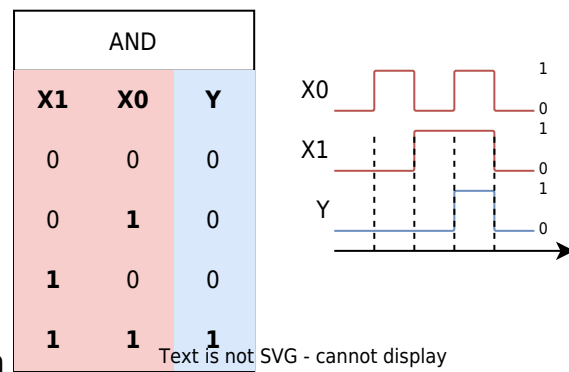 AND
X1 X0 Y
0 0 0
0 1 0
1 0 0
1 1 1
X0 1
0
X1 1
0
Y 1
0
Text is not SVG - cannot display